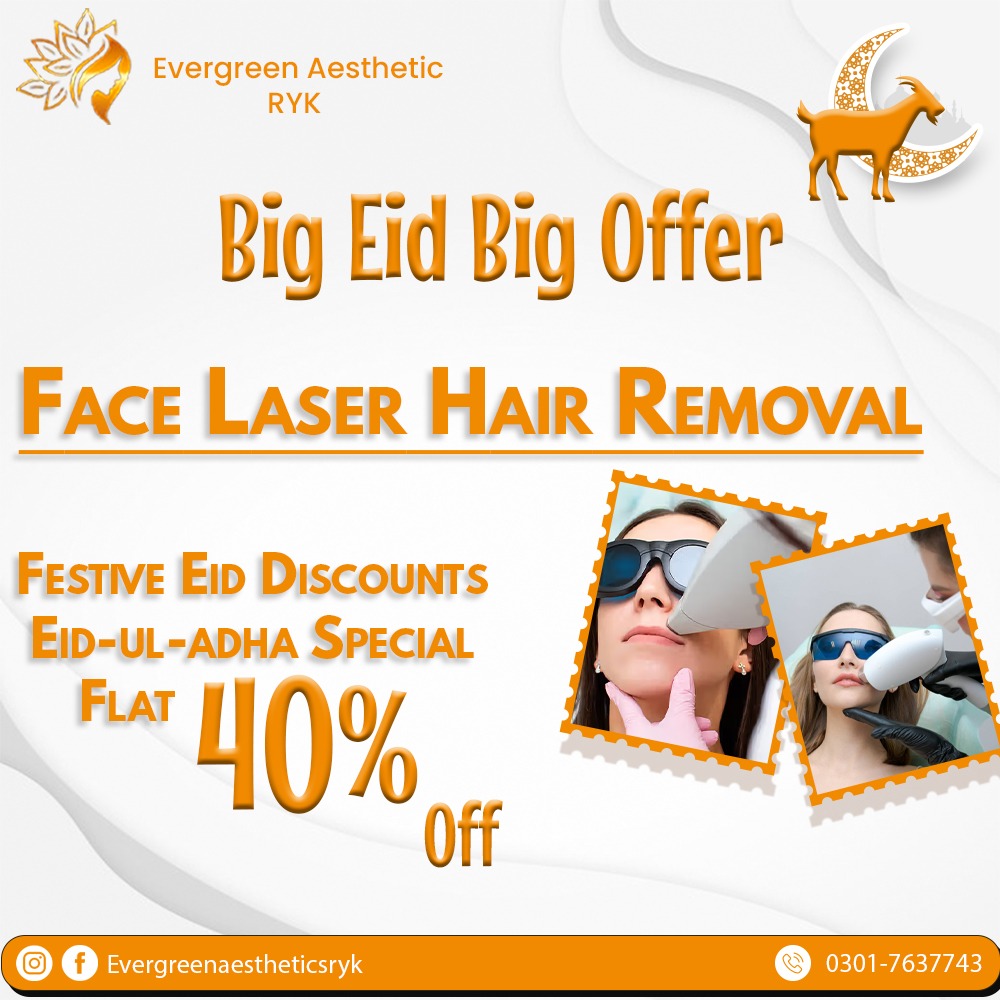 Evergreen Aesthetic
RYK
Big Eid Big Offer
Face Laser Hair Removal
Festive Eid Discounts
Eid-ul-adha Special
Flat 40% Off
Evergreenaestheticsryk
0301-7637743